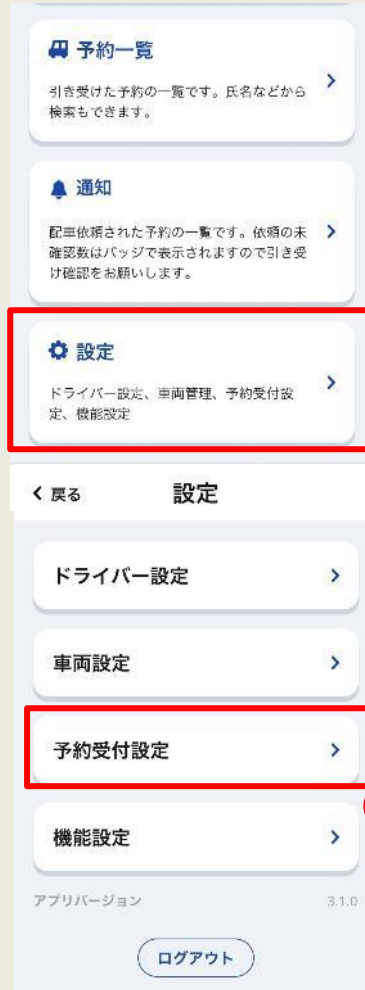 予約一覧
引き受けた予約の一覧です。氏名などから
検索もできます。
通知
配車依頼された予約の一覧です。依頼の未
確認数はバッジで表示されますので引き受
け確認をお願いします。
設定
ドライバー設定、車両管理、予約受付設
定、機能設定
戻る 設定
ドライバー設定
車両設定
予約受付設定
機能設定
アプリバージョン 3.1.0
ログアウト